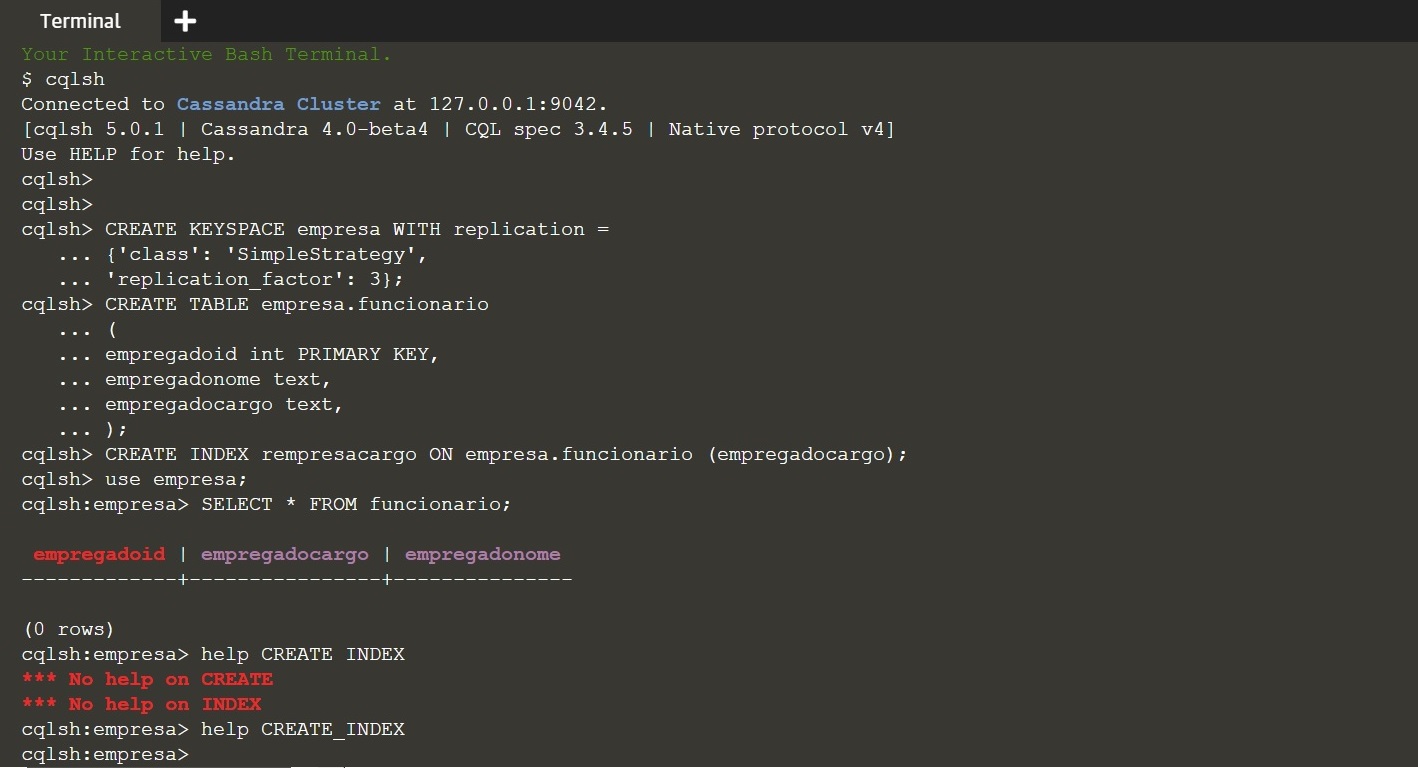 Terminal
Your Interactive Bash Terminal.
$ cqlsh
Connected to Cassandra Cluster at 127.0.0.1:9042.
[cqlsh 5.0.1 | Cassandra 4.0-beta4 | CQL spec 3.4.5 | Native protocol v4]
Use HELP for help.
cqlsh>
cqlsh>
cqlsh> CREATE KEYSPACE empresa WITH replication =
... {'class': 'SimpleStrategy',
... 'replication_factor': 3};
cqlsh> CREATE TABLE empresa.funcionario
... (
... empregadoid int PRIMARY KEY,
... empregadonome text,
... empregadocargo text,
... );
cqlsh> CREATE INDEX rempresacargo ON empresa.funcionario (empregadocargo);
cqlsh> use empresa;
cqlsh:empresa> SELECT * FROM funcionario;
empregadoid | empregadocargo | empregadonome
-------------+----------------+---------------
(0 rows)
cqlsh:empresa> help CREATE INDEX
*** No help on CREATE
*** No help on INDEX
cqlsh:empresa> help CREATE_INDEX
cqlsh:empresa>